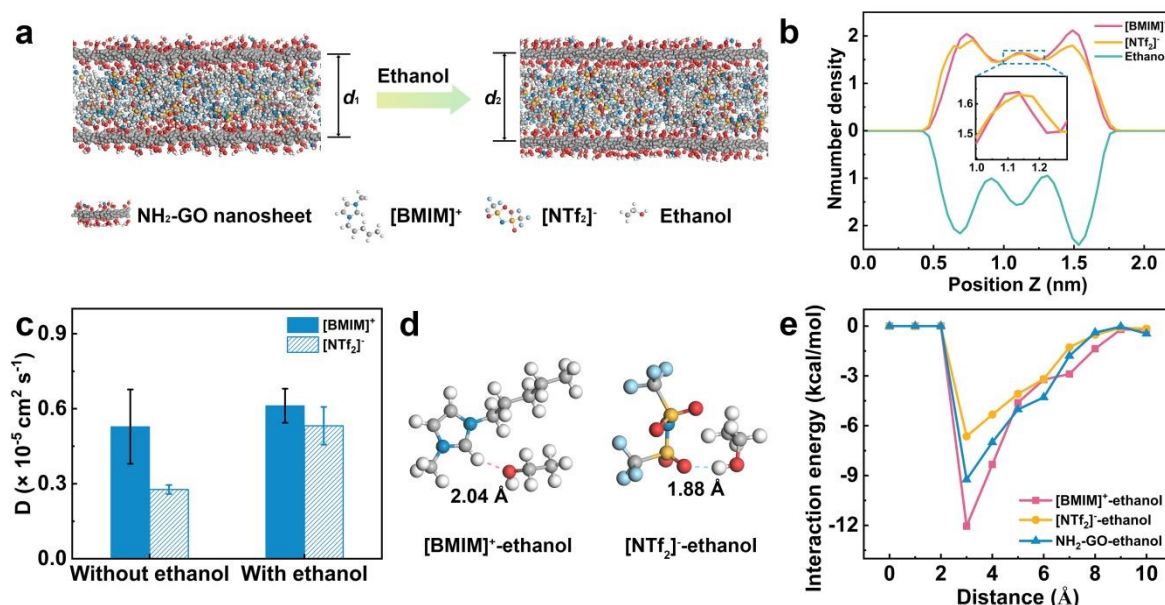 a
d1
Ethanol
d2
NH2-GO nanosheet
[BMIM]+
[NTf2]-
Ethanol
b
Nmumber density
2
1
0
1
2
[BMIM]
[NTf2]-
Ethano
1.6
1.5
1.0
1.1
1.2
0.0
0.5
1.0
1.5
2.0
Position Z (nm)
c
D (× 10-5 cm2 s-1)
0.9
0.6
0.3
0.0
[BMIM]+
[NTf2]-
Without ethanol
With ethanol
d
2.04 Å
1.88 Å
[BMIM]+-ethanol
[NTf2]--ethanol
e
Interaction energy (kcal/mol)
0
-3
-6
-9
-12
[BMIM]+-ethanol
[NTf2]--ethanol
NH2-GO-ethanol
0
2
4
6
8
10
Distance (Å)